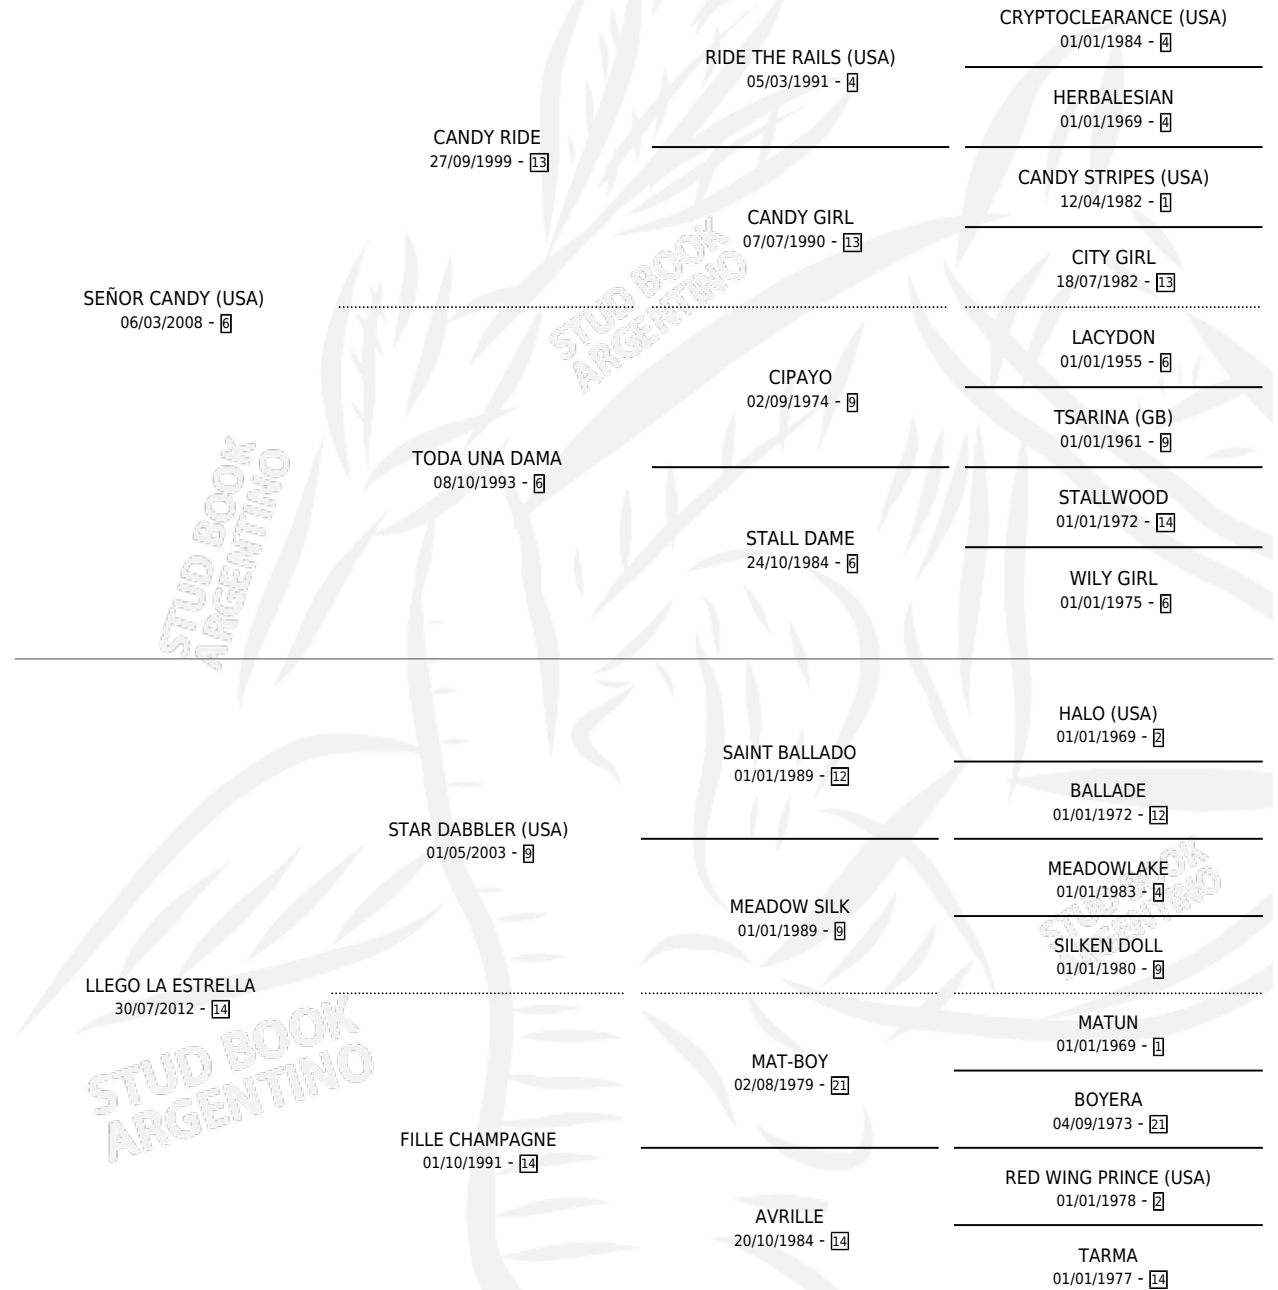 CRYPTOCLEARANCE (USA)
01/01/1984 - 4
RIDE THE RAILS (USA)
05/03/1991 - 4
HERBALESIAN
01/01/1969 - 4
CANDY RIDE
27/09/1999 - 13
CANDY STRIPES (USA)
12/04/1982 - 1
CANDY GIRL
07/07/1990 - 13
CITY GIRL
18/07/1982 - 13
SEÑOR CANDY (USA)
06/03/2008 - 6
LACYDON
01/01/1955 - 6
CIPAYO
02/09/1974 - 9
TSARINA (GB)
01/01/1961 - 9
TODA UNA DAMA
08/10/1993 - 6
STALLWOOD
01/01/1972 - 14
STALL DAME
24/10/1984 - 6
WILY GIRL
01/01/1975 - 6
HALO (USA)
01/01/1969 - 2
SAINT BALLADO
01/01/1989 - 12
BALLADE
01/01/1972 - 12
STAR DABBLER (USA)
01/05/2003 - 9
MEADOWLAKE
01/01/1983 - 4
MEADOW SILK
01/01/1989 - 9
SILKEN DOLL
01/01/1980 - 9
LLEGO LA ESTRELLA
30/07/2012 - 14
MATUN
01/01/1969 - 1
MAT-BOY
02/08/1979 - 21
BOYERA
04/09/1973 - 21
FILLE CHAMPAGNE
01/10/1991 - 14
RED WING PRINCE (USA)
01/01/1978 - 2
AVRILLE
20/10/1984 - 14
TARMA
01/01/1977 - 14
STUD BOOK
ARGENTINO
STUD BOOK
ARGENTINO
STUD BOOK
ARGENTINO
STUD BOOK
ARGENTINO